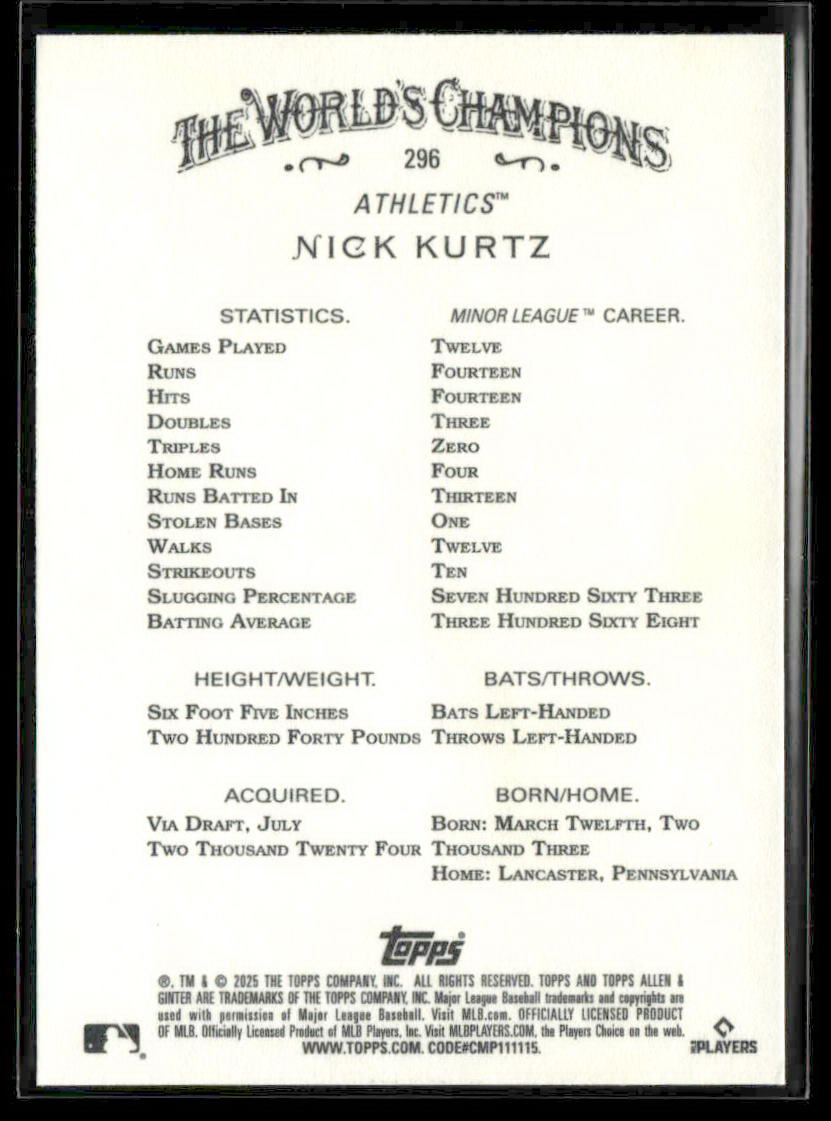 THE WORLD'S CHAMPIONS
296
ATHLETICS™
NICK KURTZ
STATISTICS. MINOR LEAGUE™ CAREER.
GAMES PLAYED TWELVE
RUNS FOURTEEN
HITS FOURTEEN
DOUBLES THREE
TRIPLES ZERO
HOME RUNS FOUR
RUNS BATTED IN THIRTEEN
STOLEN BASES ONE
WALKS TWELVE
STRIKEOUTS TEN
SLUGGING PERCENTAGE SEVEN HUNDRED SIXTY THREE
BATTING AVERAGE THREE HUNDRED SIXTY EIGHT
HEIGHT/WEIGHT. BATS/THROWS.
SIX FOOT FIVE INCHES BATS LEFT-HANDED
TWO HUNDRED FORTY POUNDS THROWS LEFT-HANDED
ACQUIRED. BORN/HOME.
VIA DRAFT, JULY BORN: MARCH TWELFTH, TWO
TWO THOUSAND TWENTY FOUR THOUSAND THREE
HOME: LANCASTER, PENNSYLVANIA
Topps®
®, TM & © 2025 THE TOPPS COMPANY, INC. ALL RIGHTS RESERVED. TOPPS AND TOPPS ALLEN &
GINTER ARE TRADEMARKS OF THE TOPPS COMPANY, INC. Major League Baseball trademarks and copyrights are
used with permission of Major League Baseball. Visit MLB.com. OFFICIALLY LICENSED PRODUCT
OF MLB. Officially Licensed Product of MLB Players, Inc. Visit MLBPLAYERS.COM, the Players Choice on the web.
WWW.TOPPS.COM. CODE#CMP111115.
MLB PLAYERS